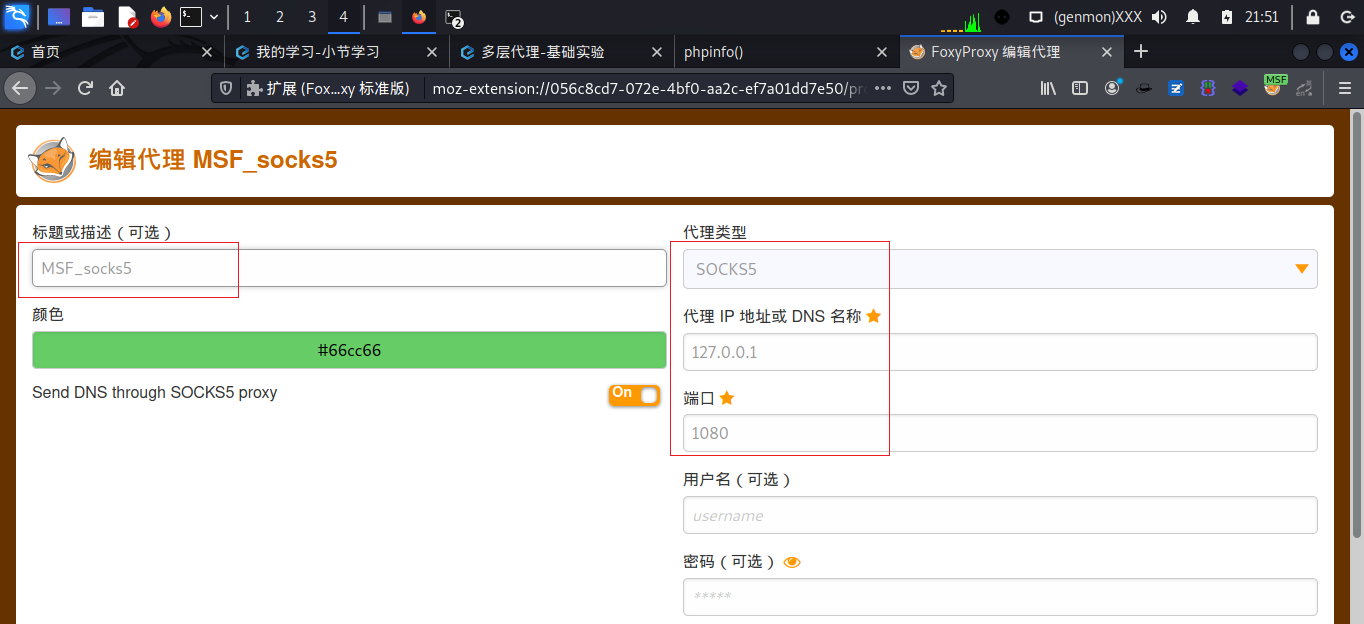 1 2 3 4 2 (genmon)XXX 21:51
首页 我的学习-小节学习 多层代理-基础实验 phpinfo() FoxyProxy 编辑代理
扩展 (Fox…xy 标准版) moz-extension://056c8cd7-072e-4bf0-aa2c-ef7a01dd7e50/pr MSF
编辑代理 MSF_socks5
标题或描述（可选）
MSF_socks5
颜色
#66cc66
Send DNS through SOCKS5 proxy On
代理类型
SOCKS5
代理 IP 地址或 DNS 名称
127.0.0.1
端口
1080
用户名（可选）
username
密码（可选）
*****